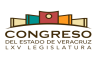 CONGRESO
DEL ESTADO DE VERACRUZ
LXV LEGISLATURA